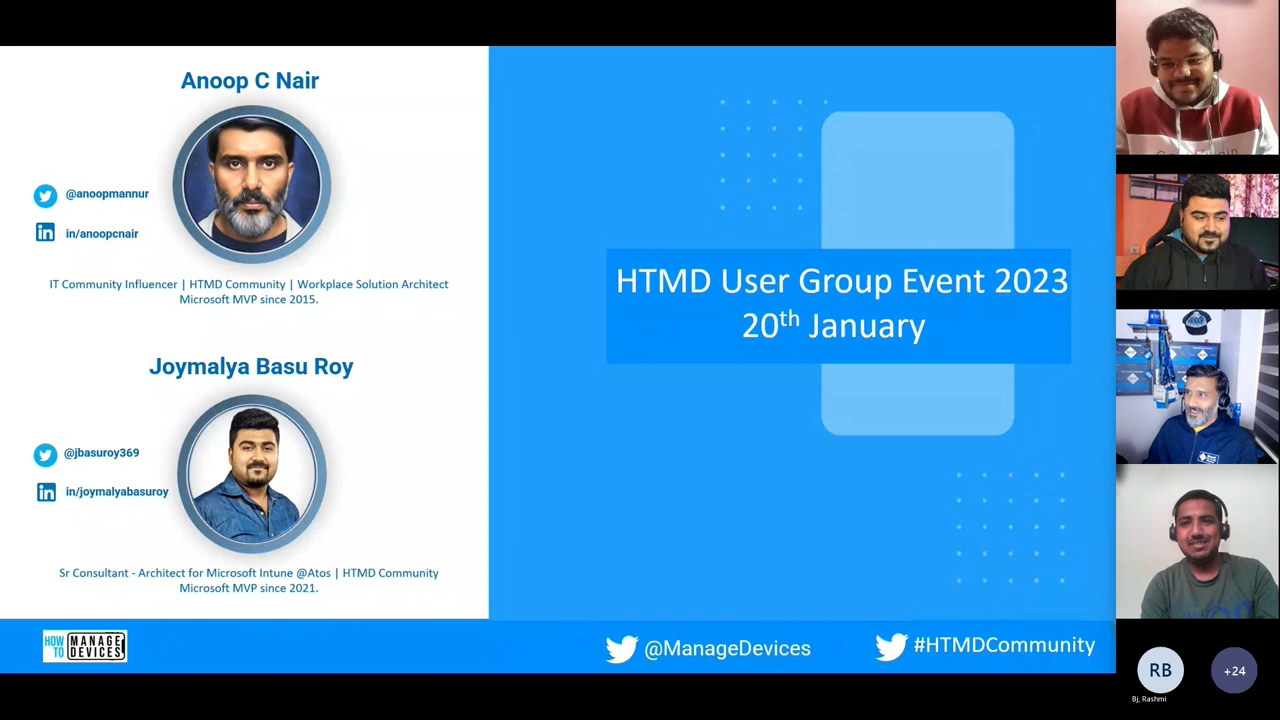 Anoop C Nair
@anoopmannur
in/anoopcnair
IT Community Influencer | HTMD Community | Workplace Solution Architect
Microsoft MVP since 2015.
Joymalya Basu Roy
@jbasuroy369
in/joymalyabasuroy
Sr Consultant - Architect for Microsoft Intune @Atos | HTMD Community
Microsoft MVP since 2021.
HTMD User Group Event 2023
20th January
HOW TO MANAGE DEVICES
@ManageDevices
#HTMDCommunity
RB
Bj, Rashmi
+24